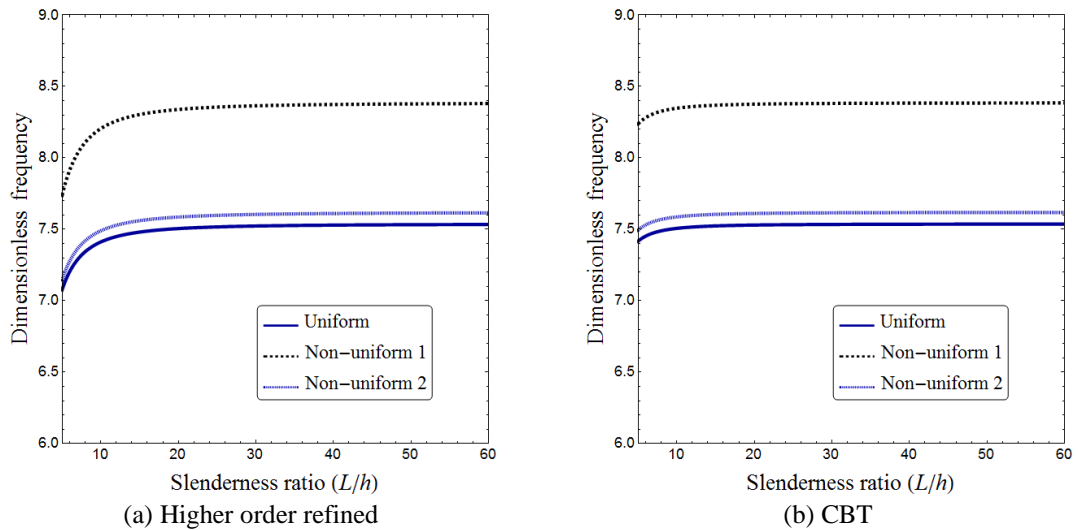 9.0
8.5
8.0
7.5
7.0
6.5
6.0
Dimensionless frequency
Uniform
Non−uniform 1
Non−uniform 2
10 20 30 40 50 60
Slenderness ratio (L/h)
(a) Higher order refined
9.0
8.5
8.0
7.5
7.0
6.5
6.0
Dimensionless frequency
Uniform
Non−uniform 1
Non−uniform 2
10 20 30 40 50 60
Slenderness ratio (L/h)
(b) CBT